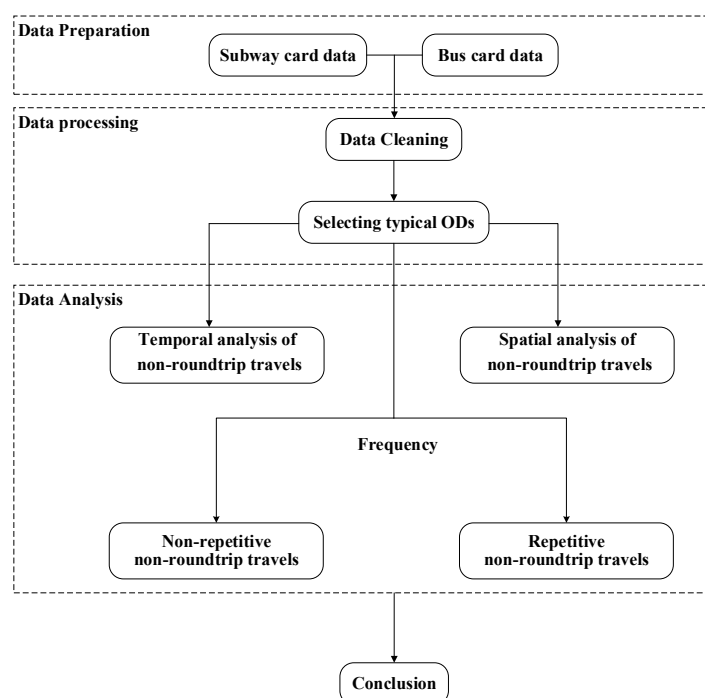 Data Preparation
Subway card data
Bus card data
Data processing
Data Cleaning
Selecting typical ODs
Data Analysis
Temporal analysis of
non-roundtrip travels
Spatial analysis of
non-roundtrip travels
Frequency
Non-repetitive
non-roundtrip travels
Repetitive
non-roundtrip travels
Conclusion